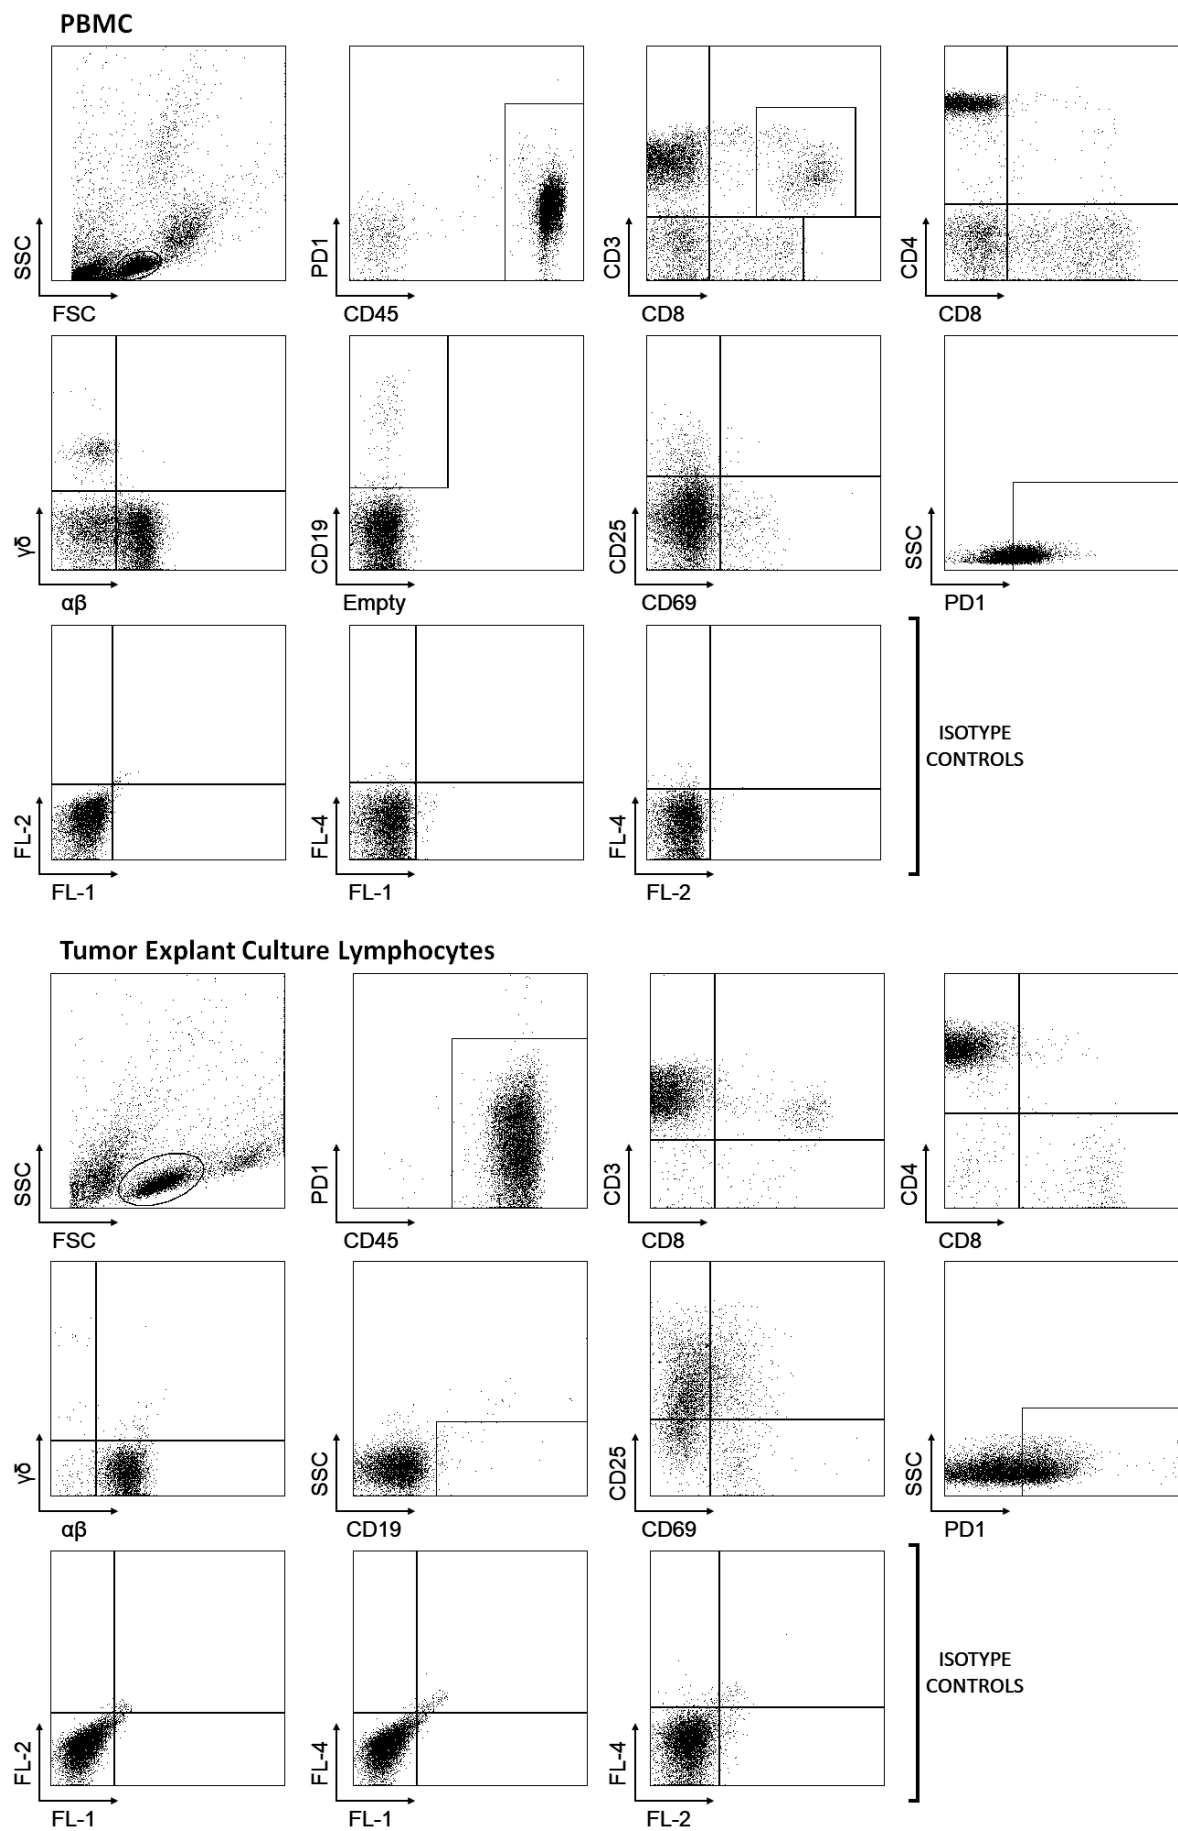 PBMC
SSC
FSC
PD1
CD45
CD3
CD8
CD4
CD8
γδ
αβ
CD19
Empty
CD25
CD69
SSC
PD1
FL-2
FL-1
FL-4
FL-1
FL-4
FL-2
ISOTYPE
CONTROLS
Tumor Explant Culture Lymphocytes
SSC
FSC
PD1
CD45
CD3
CD8
CD4
CD8
γδ
αβ
SSC
CD19
CD25
CD69
SSC
PD1
FL-2
FL-1
FL-4
FL-1
FL-4
FL-2
ISOTYPE
CONTROLS